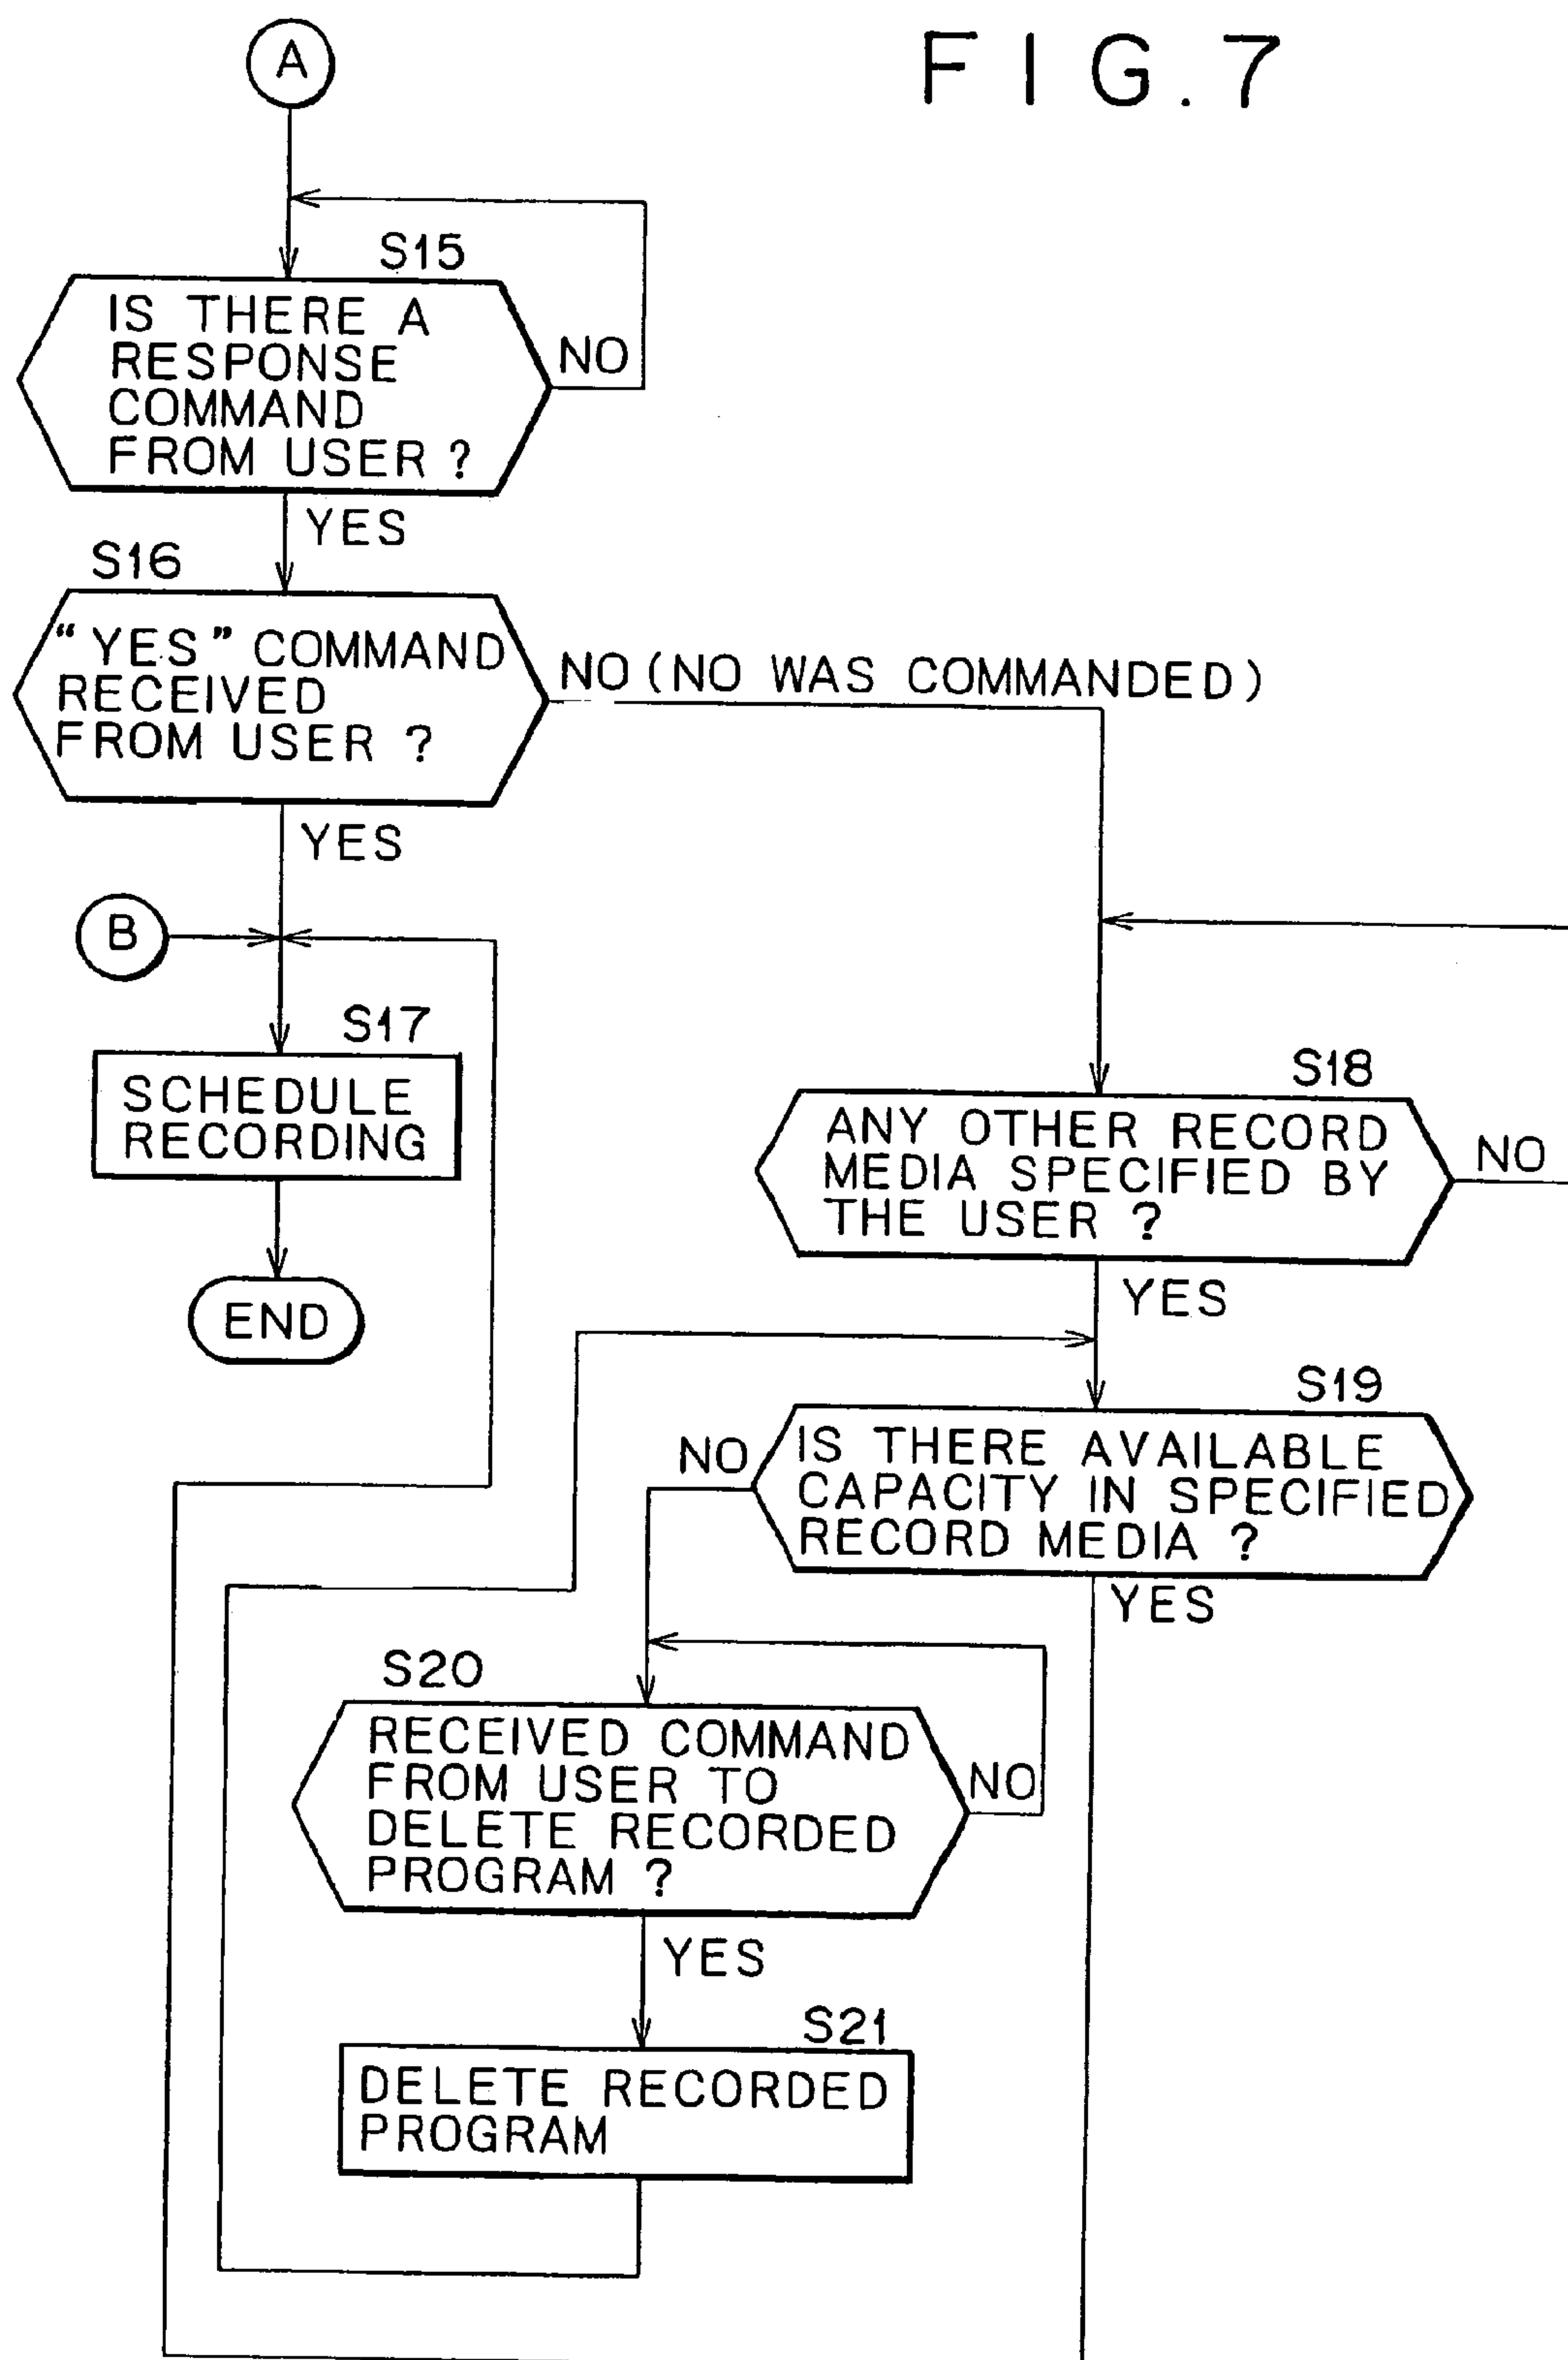 FIG.7
A
S15
IS THERE A
RESPONSE
COMMAND
FROM USER ?
NO
YES
S16
“YES” COMMAND
RECEIVED
FROM USER ?
NO (NO WAS COMMANDED)
YES
B
S17
SCHEDULE
RECORDING
END
S18
ANY OTHER RECORD
MEDIA SPECIFIED BY
THE USER ?
NO
YES
S19
IS THERE AVAILABLE
CAPACITY IN SPECIFIED
RECORD MEDIA ?
NO
YES
S20
RECEIVED COMMAND
FROM USER TO
DELETE RECORDED
PROGRAM ?
NO
YES
S21
DELETE RECORDED
PROGRAM